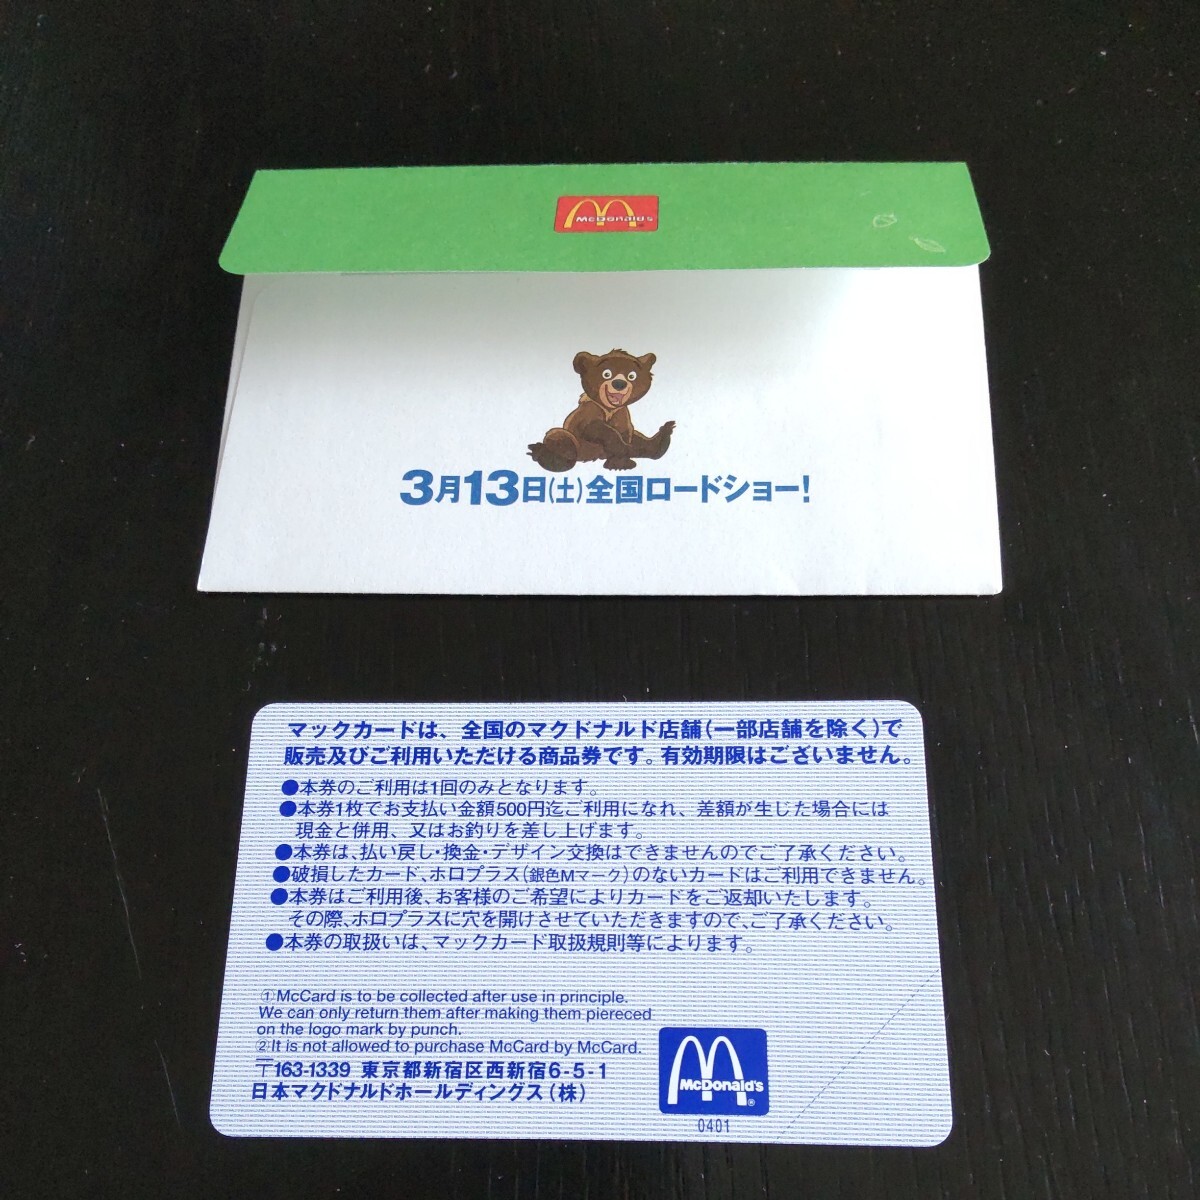 McDonald's
3月13日(土)全国ロードショー!
マックカードは、全国のマクドナルド店舗(一部店舗を除く)で
販売及びご利用いただける商品券です。有効期限はございません。
●本券のご利用は1回のみとなります。
●本券1枚でお支払い金額500円迄ご利用になれ、差額が生じた場合には
現金と併用、又はお釣りを差し上げます。
●本券は、払い戻し・換金・デザイン交換はできませんのでご了承ください。
●破損したカード、ホロプラス(銀色Mマーク)のないカードはご利用できません。
●本券はご利用後、お客様のご希望によりカードをご返却いたします。
その際、ホロプラスに穴を開けさせていただきますので、ご了承ください。
●本券の取扱いは、マックカード取扱規則等によります。
①McCard is to be collected after use in principle.
We can only return them after making them piereced
on the logo mark by punch.
②It is not allowed to purchase McCard by McCard.
〒163-1339 東京都新宿区西新宿6-5-1
日本マクドナルドホールディングス(株)
McDonald's®
0401